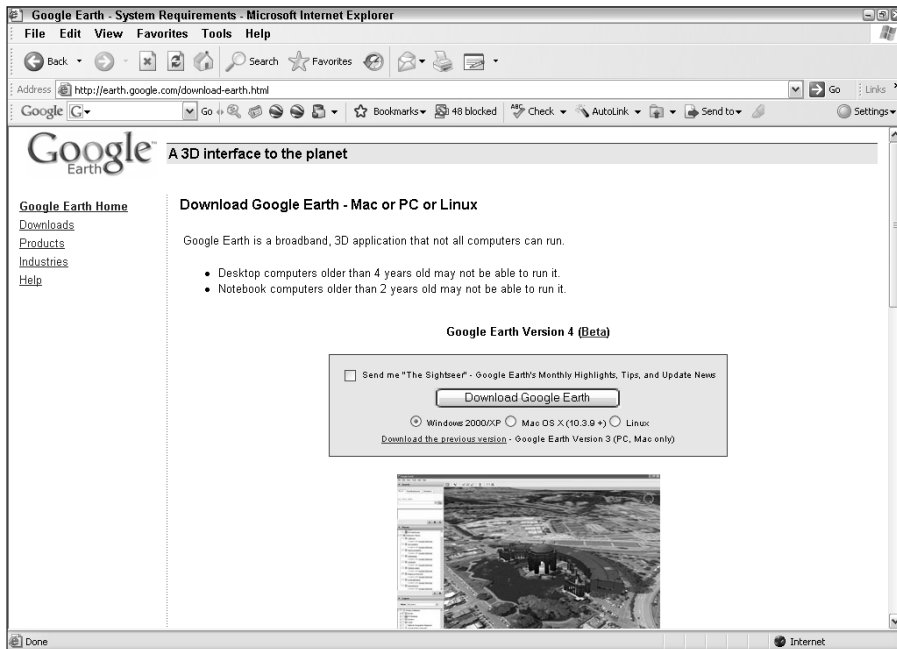 Google Earth - System Requirements - Microsoft Internet Explorer
File Edit View Favorites Tools Help
Back Search Favorites
Address http://earth.google.com/download-earth.html Go Links
Google G Go Bookmarks 48 blocked ABC Check AutoLink Send to Settings
Google™
Earth
A 3D interface to the planet
Google Earth Home
Downloads
Products
Industries
Help
Download Google Earth - Mac or PC or Linux
Google Earth is a broadband, 3D application that not all computers can run.
• Desktop computers older than 4 years old may not be able to run it.
• Notebook computers older than 2 years old may not be able to run it.
Google Earth Version 4 (Beta)
Send me "The Sightseer" - Google Earth's Monthly Highlights, Tips, and Update News
Download Google Earth
Windows 2000/XP Mac OS X (10.3.9 +) Linux
Download the previous version - Google Earth Version 3 (PC, Mac only)
Done Internet